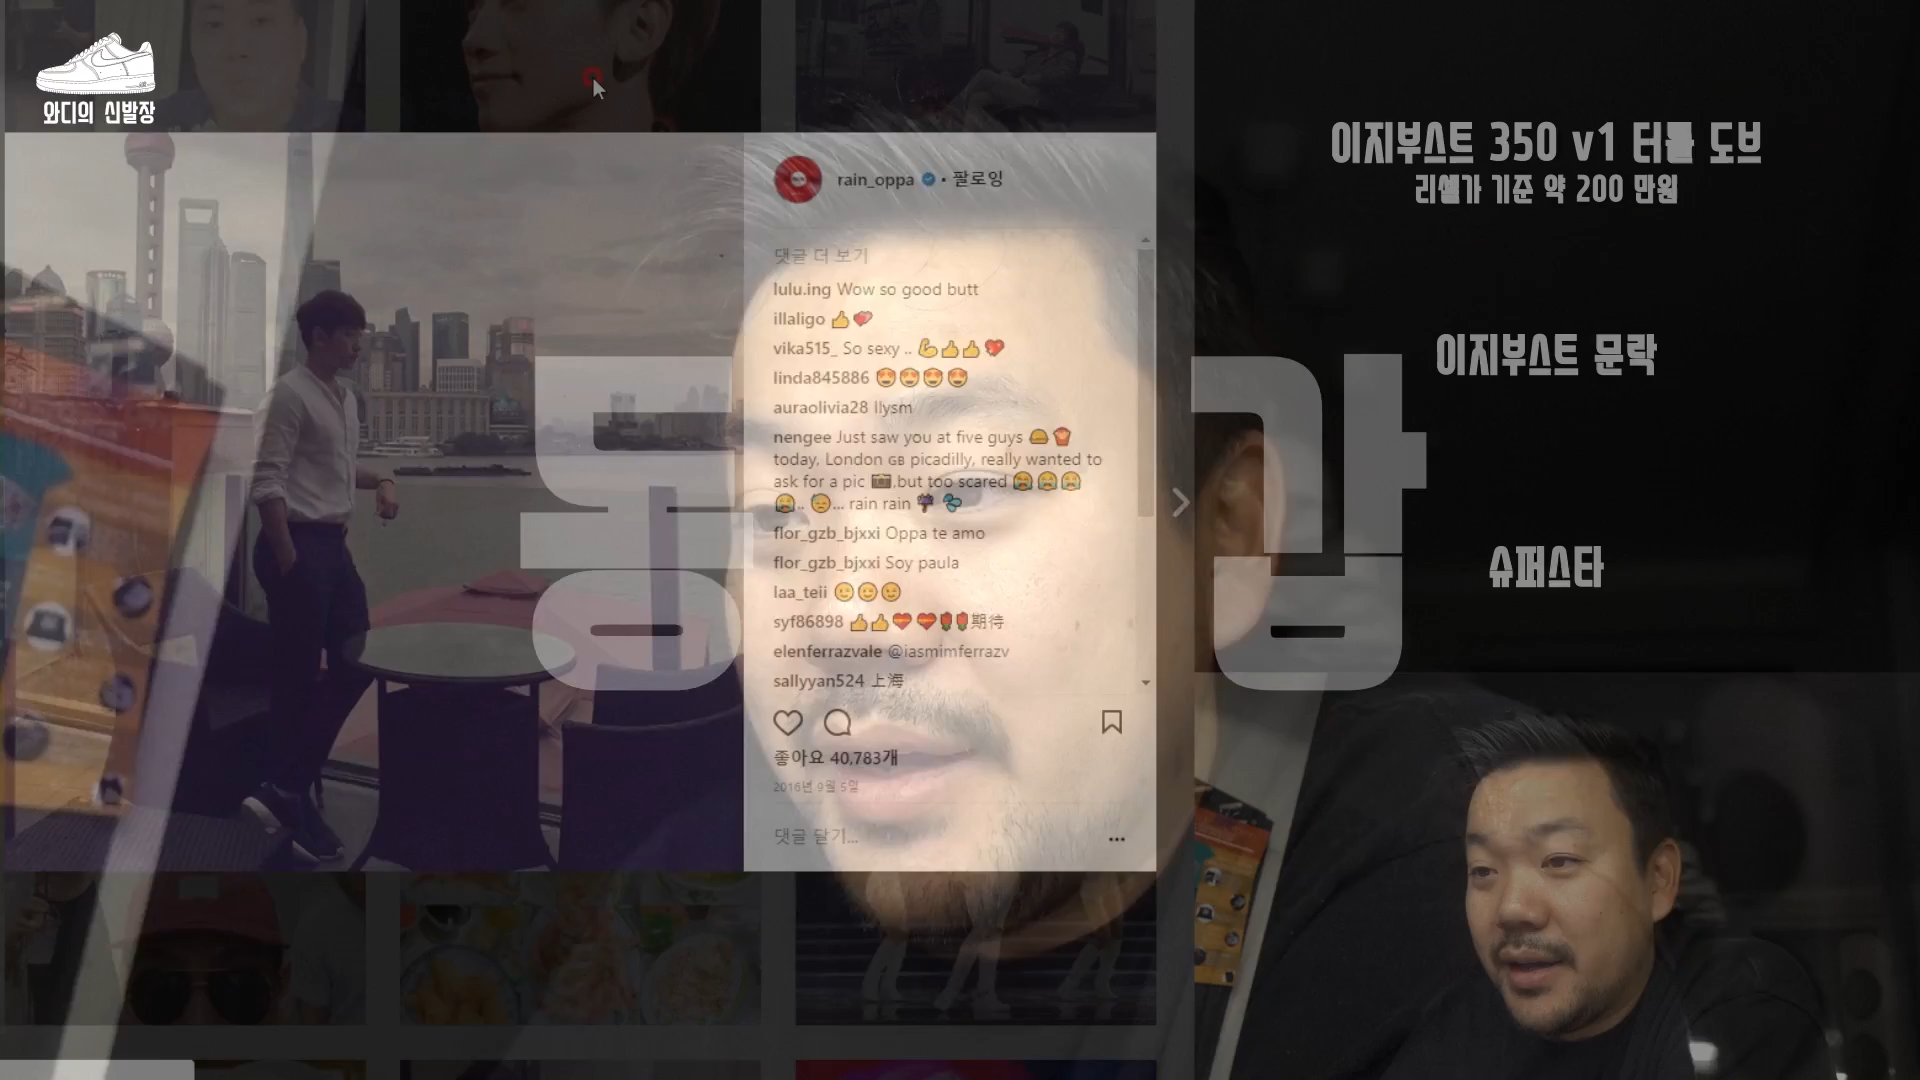 와디의 신발장
이지부스트 350 v1 터틀 도브
리셀가 기준 약 200 만원
이지부스트 문락
슈퍼스타
동감
rain_oppa • 팔로잉
댓글 더 보기
lulu.ing Wow so good butt
illaligo 👍💖
vika515_ So sexy .. 💪👍👍💖
linda845886 😍😍😍😍
auraolivia28 Ilysm
nengee Just saw you at five guys 🍔🍟
today, London GB picadilly, really wanted to
ask for a pic 📷,but too scared 😭😭😭
😭.. 😓... rain rain ☔💦
flor_gzb_bjxxi Oppa te amo
flor_gzb_bjxxi Soy paula
laa_teii 😉😉😉
syf86898 👍👍💝💝🌹🌹期待
elenferrazvale @iasmimferrazv
sallyyan524 上海
좋아요 40,783개
2016년 9월 5일
댓글 달기...